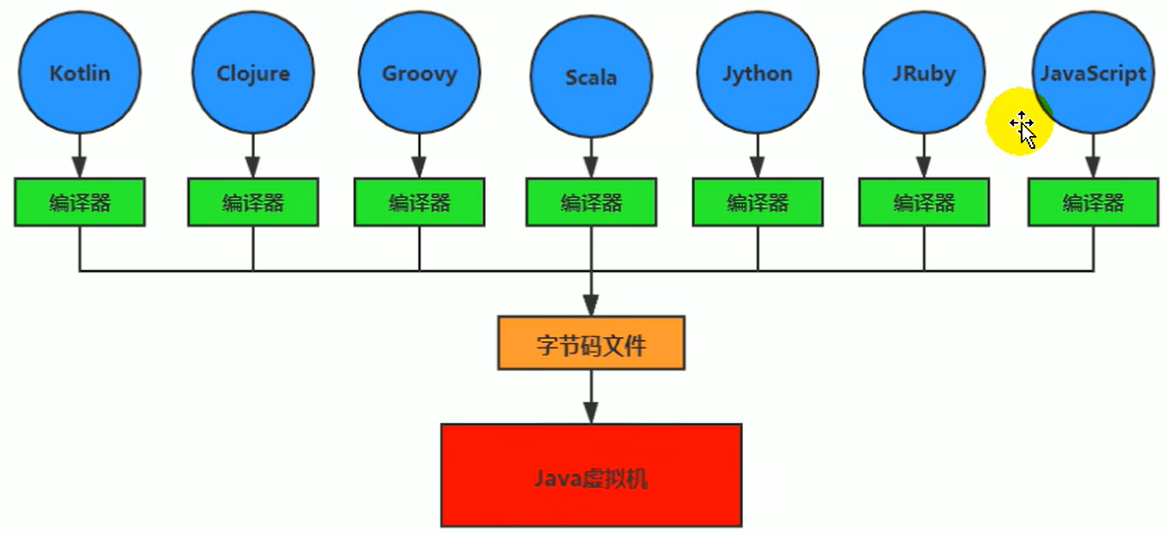 Kotlin
Clojure
Groovy
Scala
Jython
JRuby
JavaScript
编译器
编译器
编译器
编译器
编译器
编译器
编译器
字节码文件
Java虚拟机